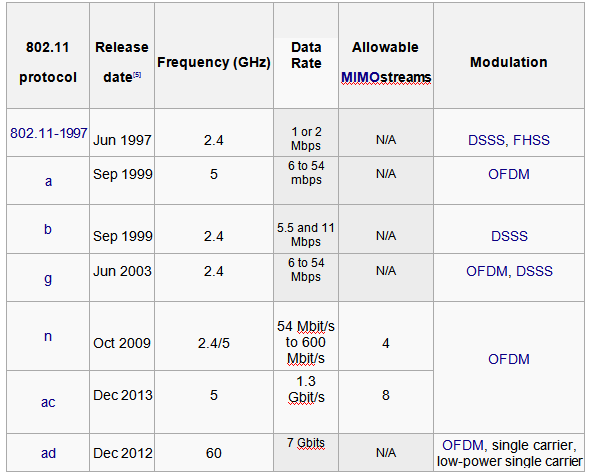 802.11 protocol Release date[5] Frequency (GHz) Data Rate Allowable MIMOstreams Modulation
802.11-1997 Jun 1997 2.4 1 or 2 Mbps N/A DSSS, FHSS
a Sep 1999 5 6 to 54 mbps N/A OFDM
b Sep 1999 2.4 5.5 and 11 Mbps N/A DSSS
g Jun 2003 2.4 6 to 54 Mbps N/A OFDM, DSSS
n Oct 2009 2.4/5 54 Mbit/s to 600 Mbit/s 4 OFDM
ac Dec 2013 5 1.3 Gbit/s 8
ad Dec 2012 60 7 Gbits N/A OFDM, single carrier, low-power single carrier